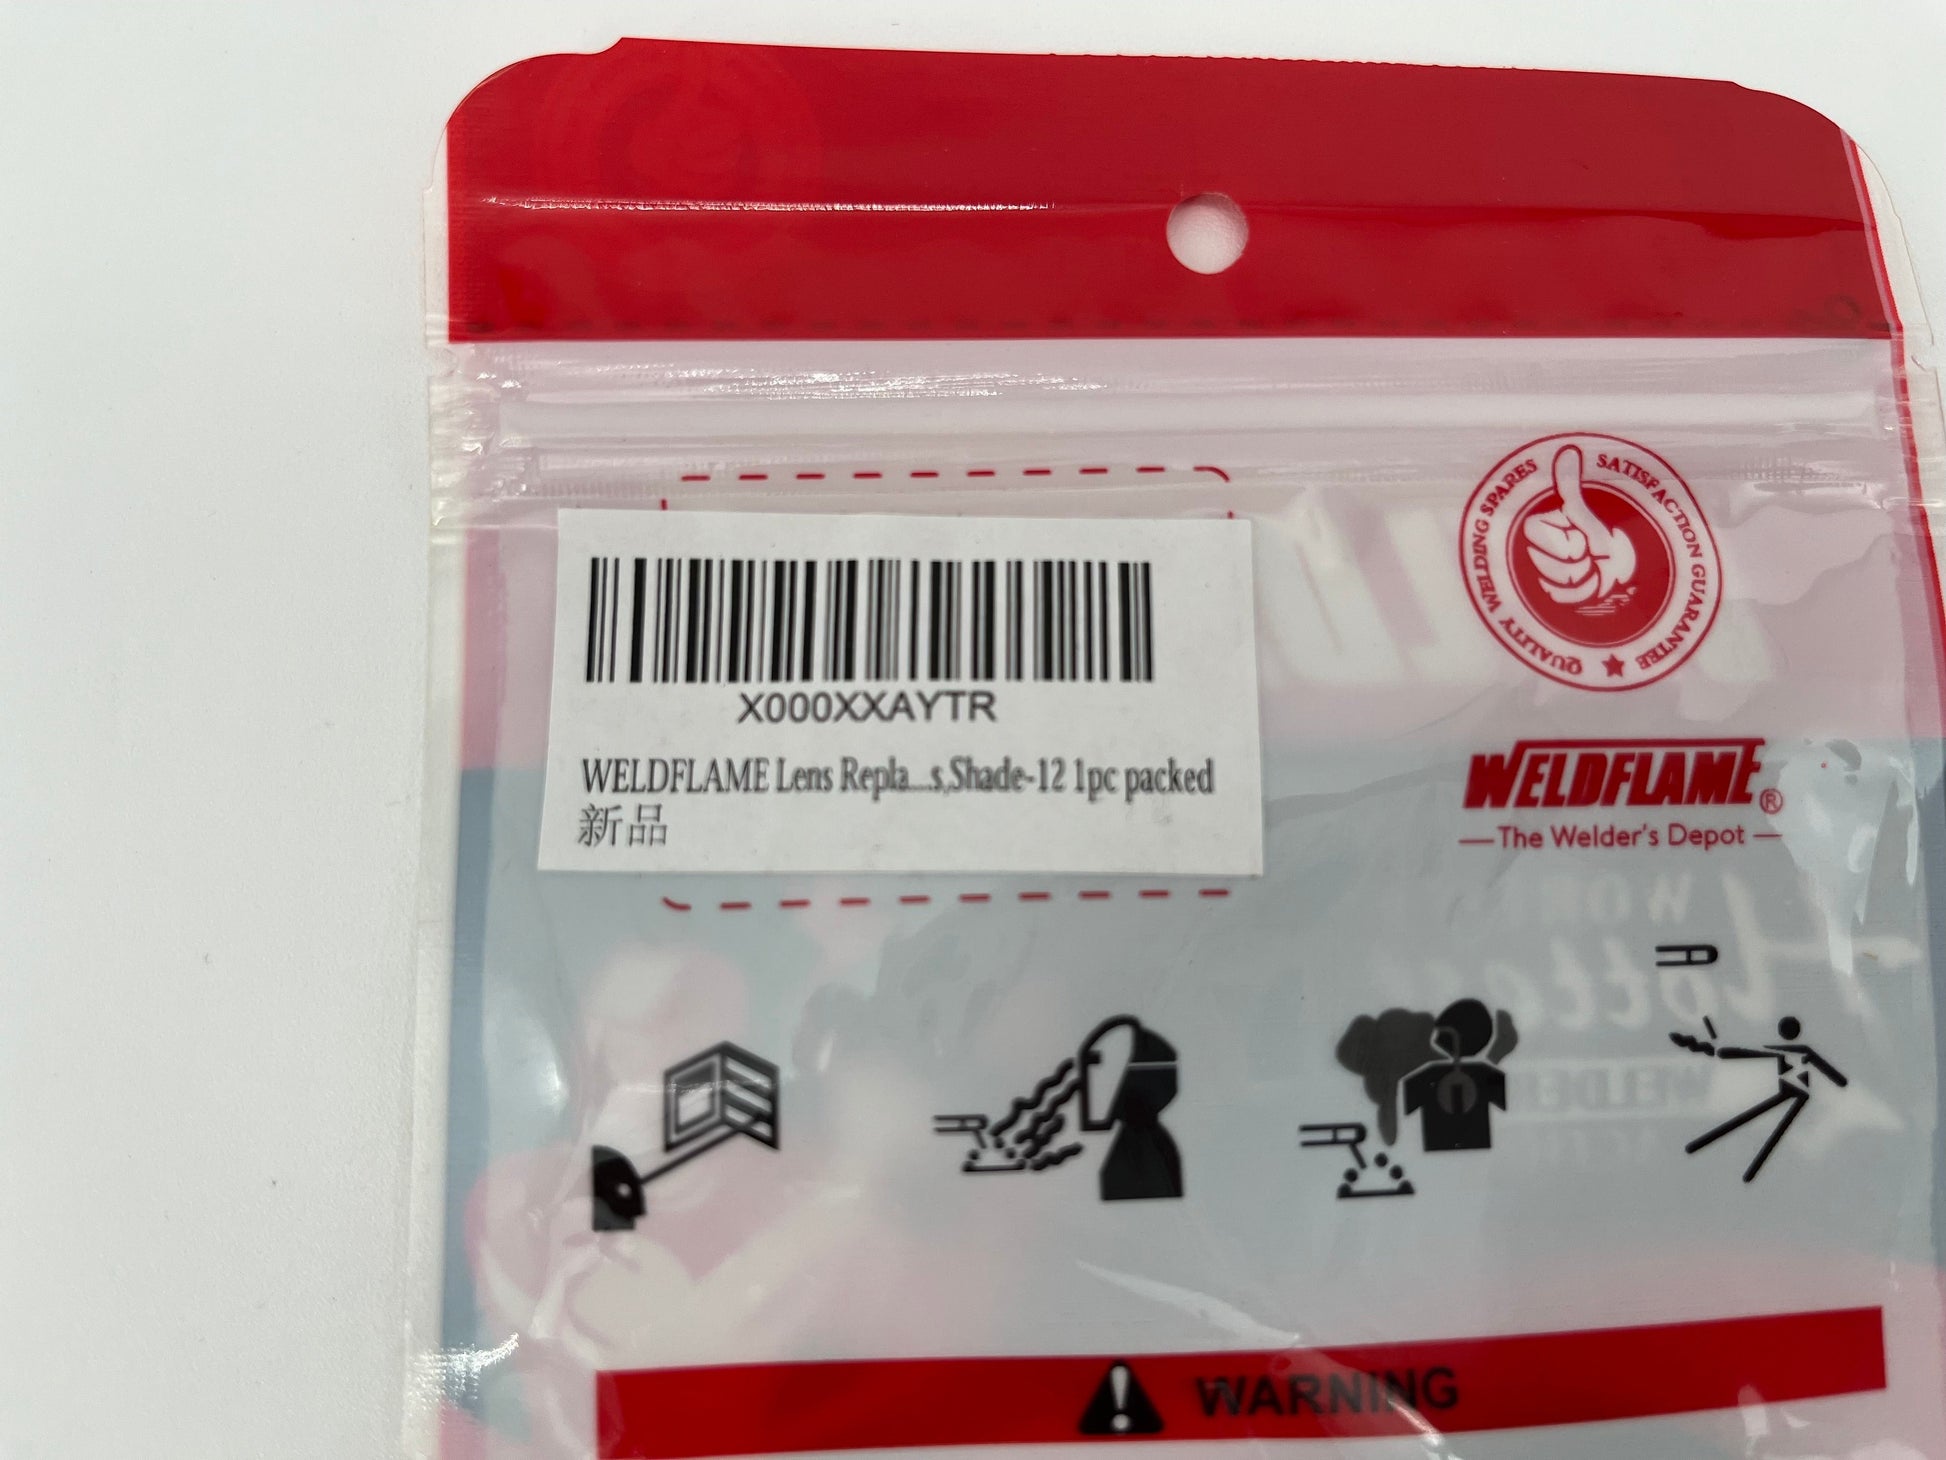 QUALITY WELDING SPARES SATISFACTION GUARANTEE
X000XXAYTR
WELDFLAME Lens Repla....s,Shade-12 1pc packed
新品
WELDFLAME®
The Welder's Depot
WARNING